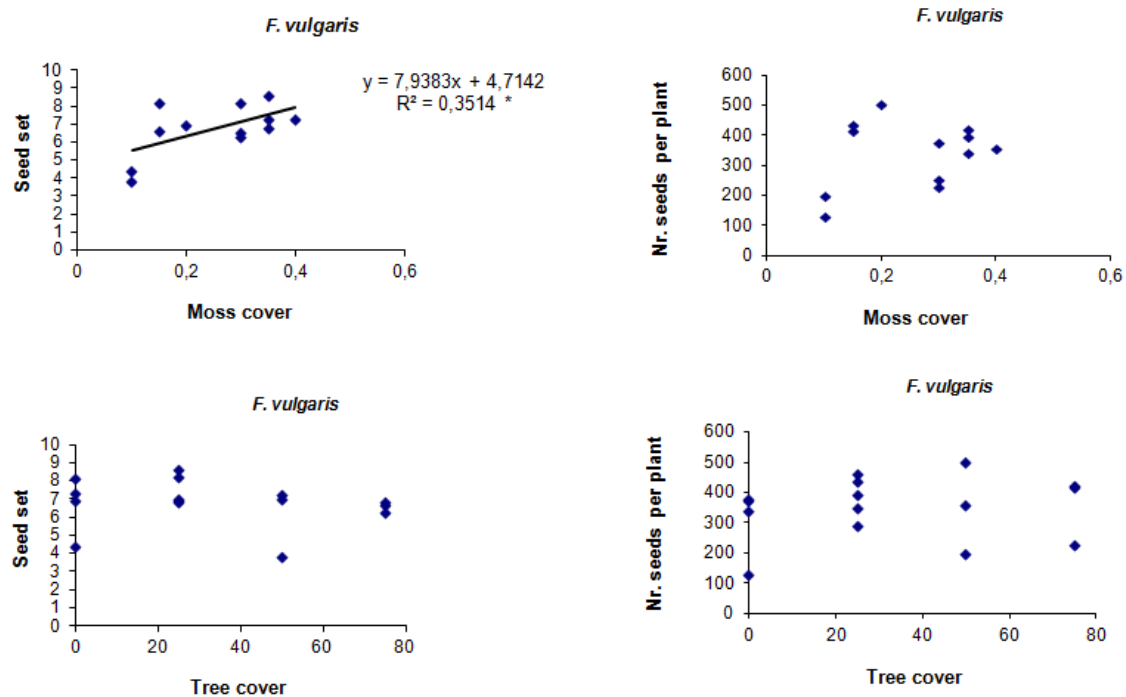 F. vulgaris
10
9
8
7
6
5
4
3
2
1
0
Seed set
y = 7,9383x + 4,7142
R² = 0,3514 *
0 0,2 0,4 0,6
Moss cover
F. vulgaris
600
500
400
300
200
100
0
Nr. seeds per plant
0 0,2 0,4 0,6
Moss cover
F. vulgaris
10
9
8
7
6
5
4
3
2
1
0
Seed set
0 20 40 60 80
Tree cover
F. vulgaris
600
500
400
300
200
100
0
Nr. seeds per plant
0 20 40 60 80
Tree cover